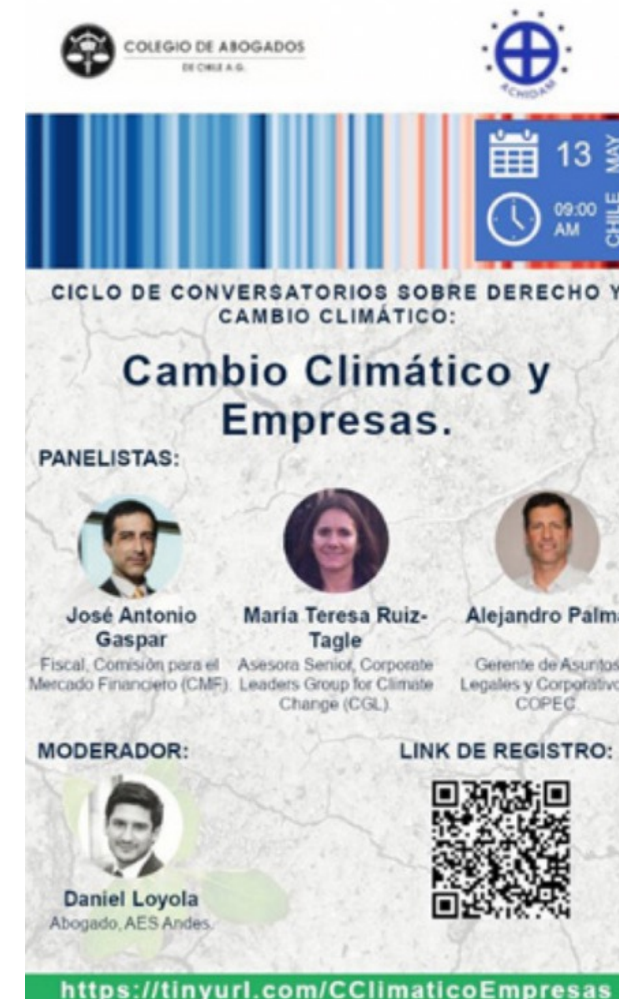 COLEGIO DE ABOGADOS
DE CHILE A.G.
ACHIDAM
13 MAY
09:00
AM
CHILE
CICLO DE CONVERSATORIOS SOBRE DERECHO Y
CAMBIO CLIMÁTICO:
Cambio Climático y
Empresas.
PANELISTAS:
José Antonio
Gaspar
Fiscal, Comisión para el
Mercado Financiero (CMF).
María Teresa Ruiz-
Tagle
Asesora Senior, Corporate
Leaders Group for Climate
Change (CGL).
Alejandro Palma
Gerente de Asuntos
Legales y Corporativo
COPEC.
MODERADOR:
Daniel Loyola
Abogado, AES Andes.
LINK DE REGISTRO:
https://tinyurl.com/CClimaticoEmpresas